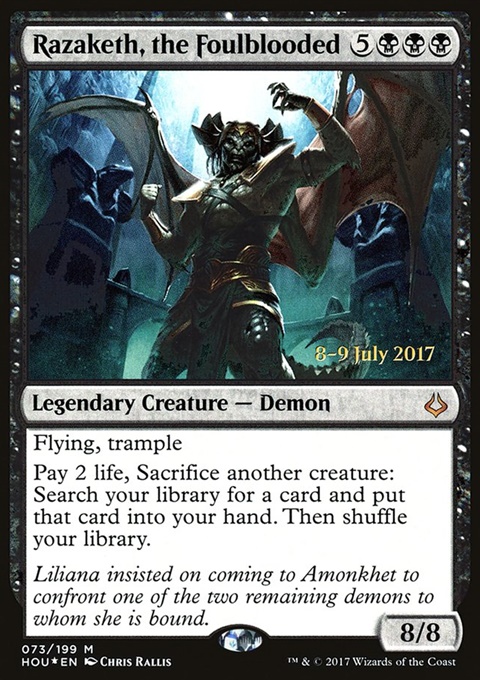 Razaketh, the Foulblooded 5
8-9 July 2017
Legendary Creature — Demon
Flying, trample
Pay 2 life, Sacrifice another creature:
Search your library for a card and put
that card into your hand. Then shuffle
your library.
Liliana insisted on coming to Amonkhet to
confront one of the two remaining demons to
whom she is bound.
8/8
073/199 M
HOU★EN Chris Rallis
™ & © 2017 Wizards of the Coast